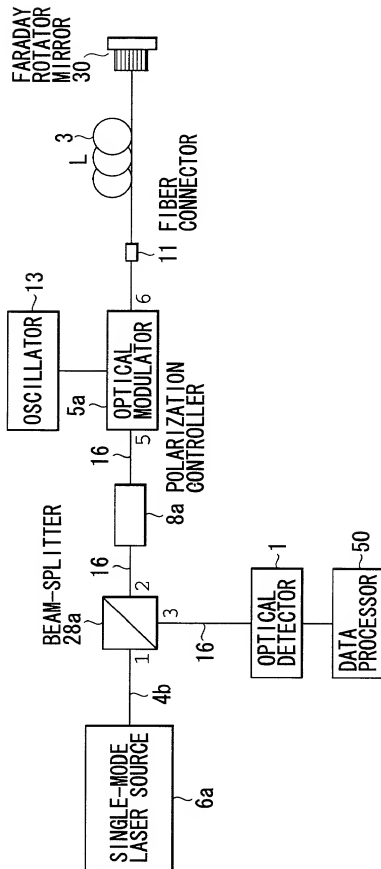 SINGLE-MODE
LASER SOURCE
6a
4b
BEAM-SPLITTER
28a
1
2
3
16
16
OPTICAL
DETECTOR
1
DATA
PROCESSOR
50
8a
POLARIZATION
CONTROLLER
16
5
5a
OPTICAL
MODULATOR
6
OSCILLATOR
13
11
FIBER
CONNECTOR
L
3
FARADAY
ROTATOR
MIRROR
30